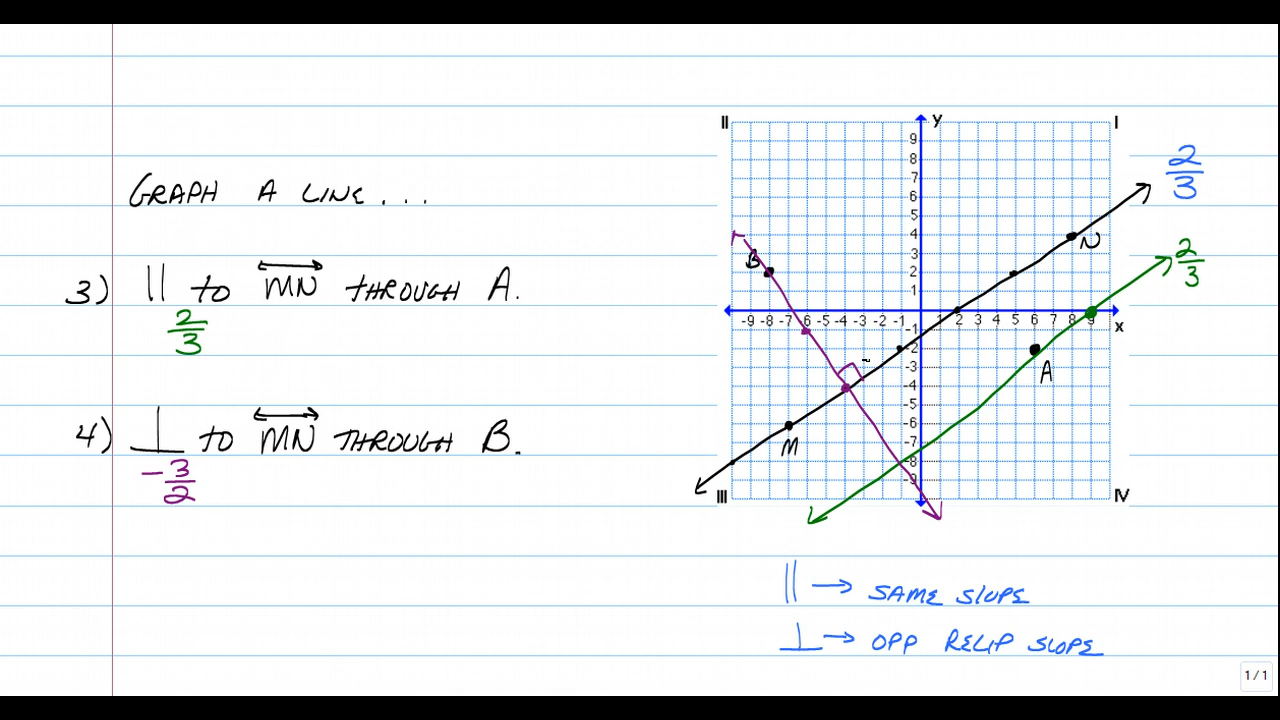 GRAPH A LINE...
3) || to MN THROUGH A.
2/3
4) ⊥ to MN THROUGH B.
-3/2
II y I
9
8
7
6
5
4
3
2
1
-9 -8 -7 -6 -5 -4 -3 -2 -1 1 2 3 4 5 6 7 8 9 x
-1
-2
-3
-4
-5
-6
-7
-8
-9
III IV
B
N
M
A
2/3
2/3
|| → SAME SLOPE
⊥ → OPP RECIP SLOPE
1 / 1